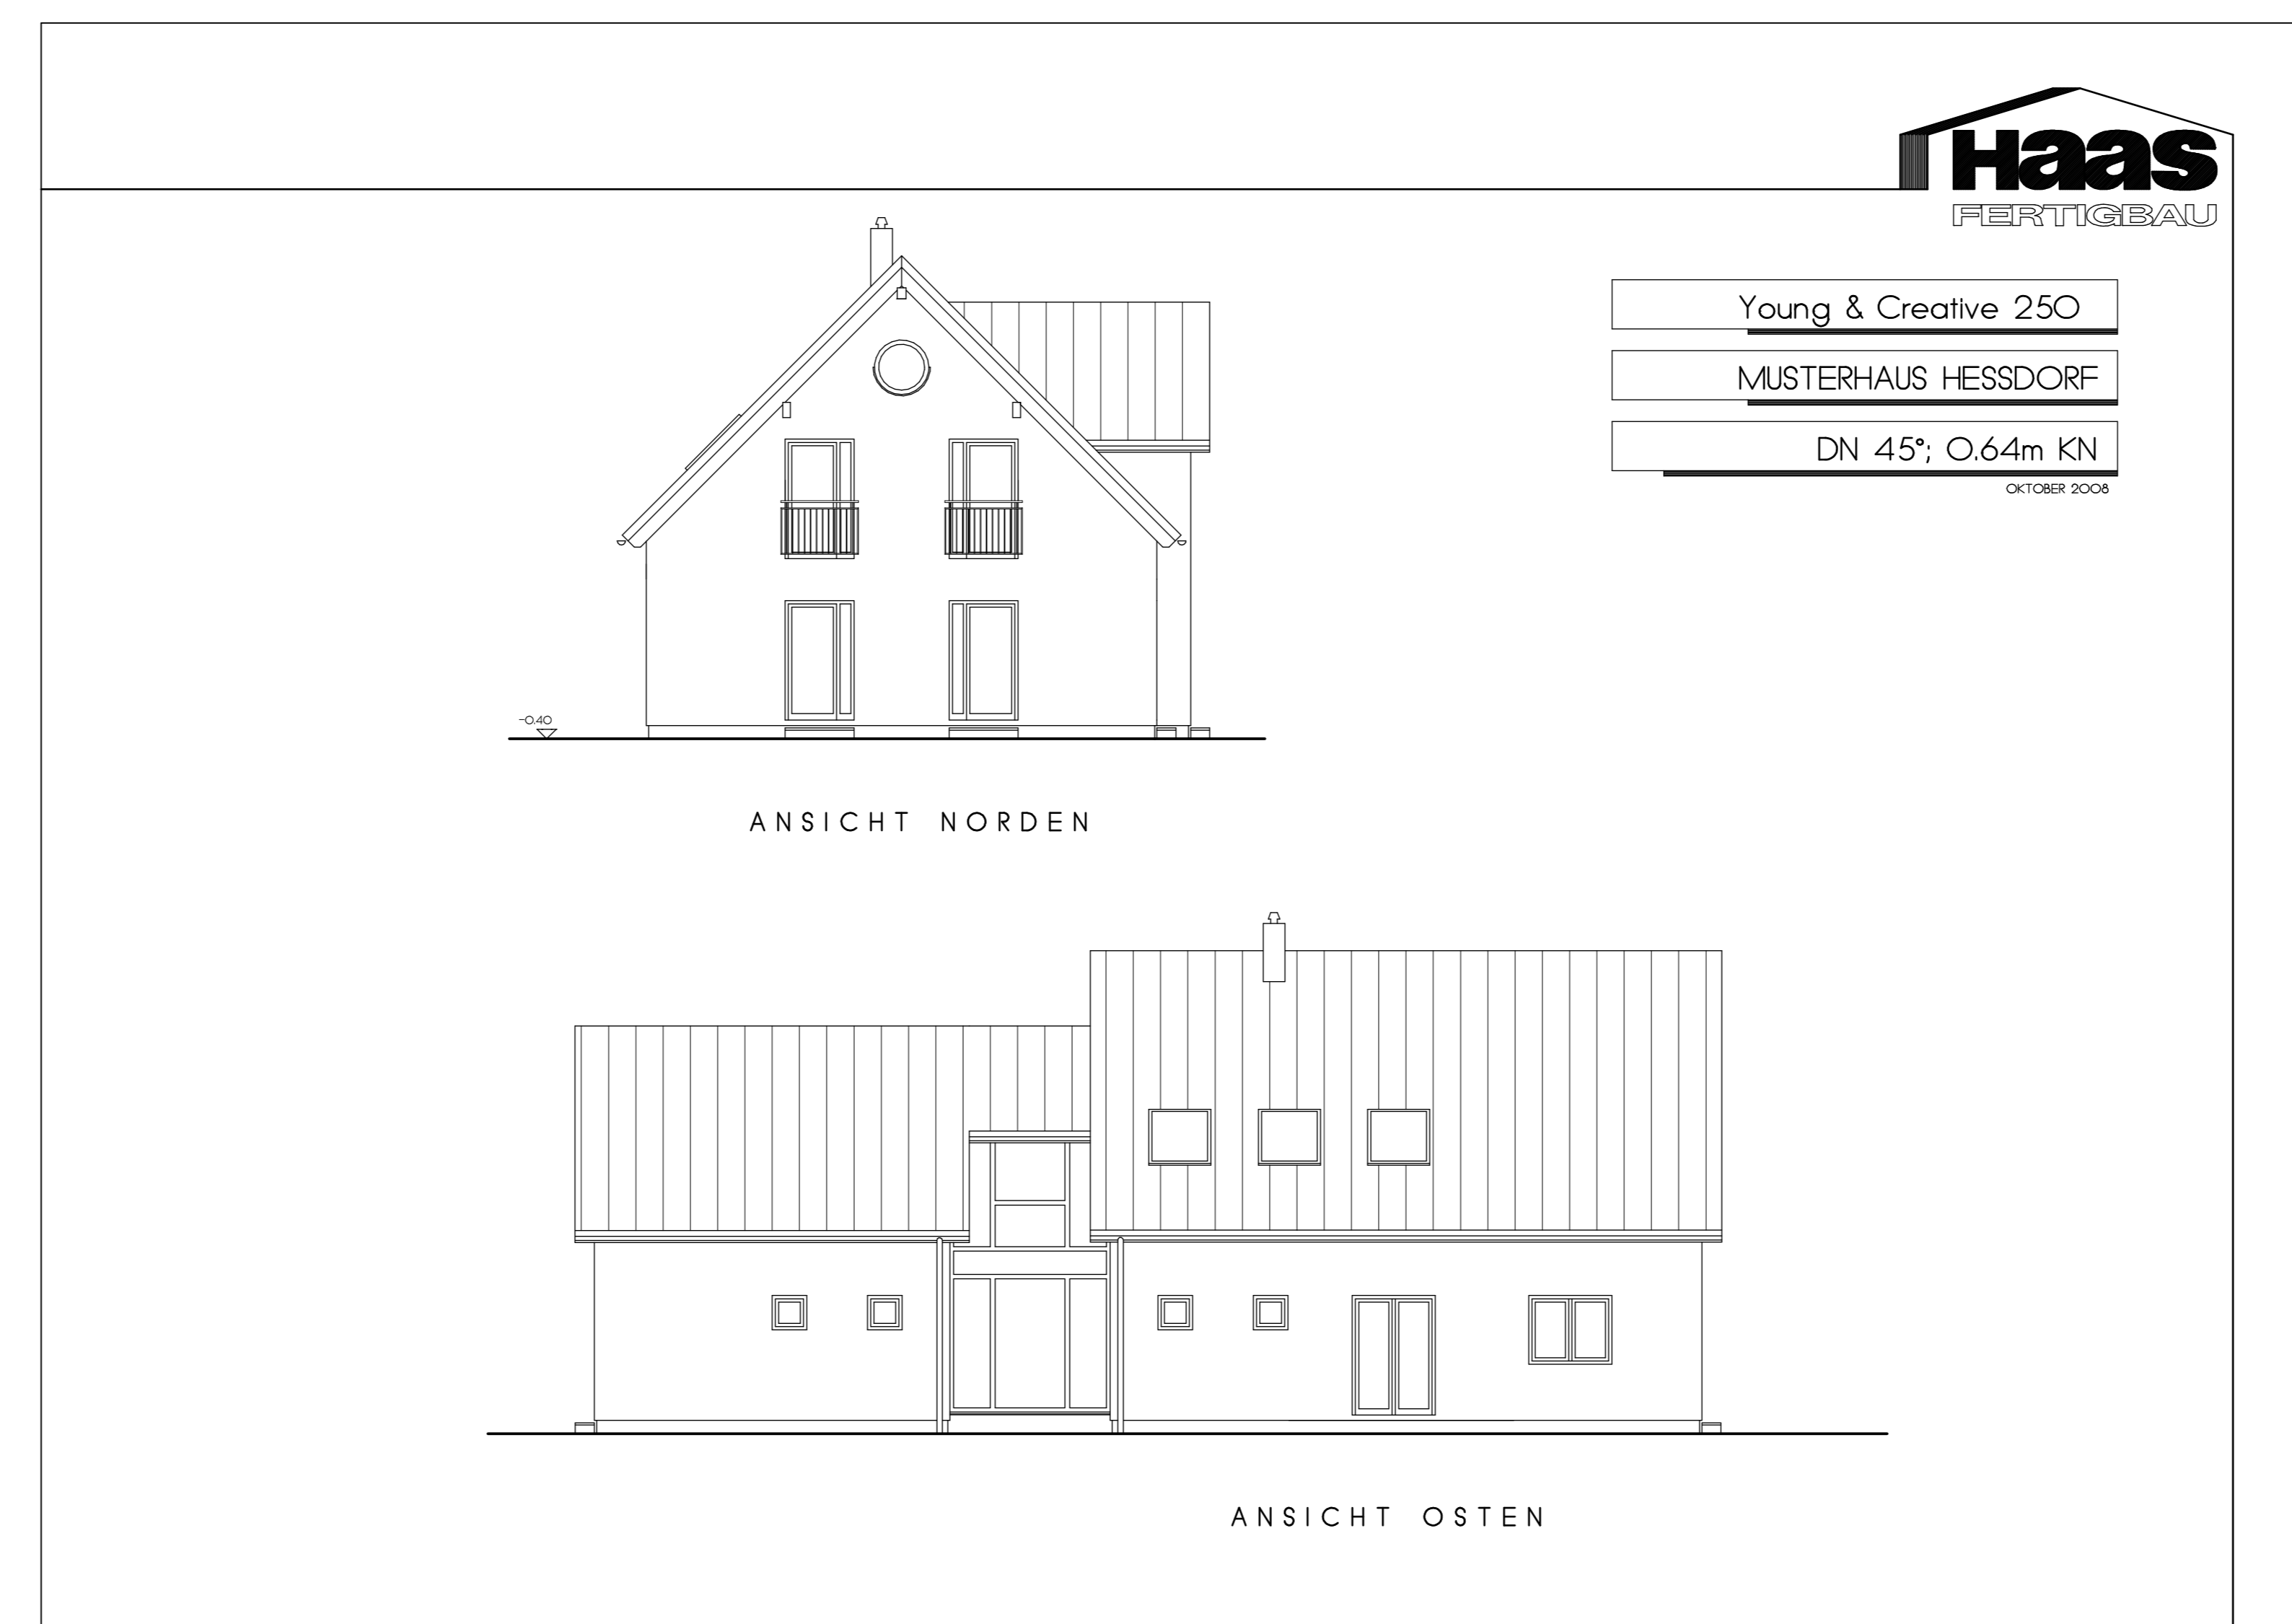 Haas
FERTIGBAU
Young & Creative 250
MUSTERHAUS HESSDORF
DN 45°; 0.64m KN
OKTOBER 2008
-0.40
ANSICHT NORDEN
ANSICHT OSTEN